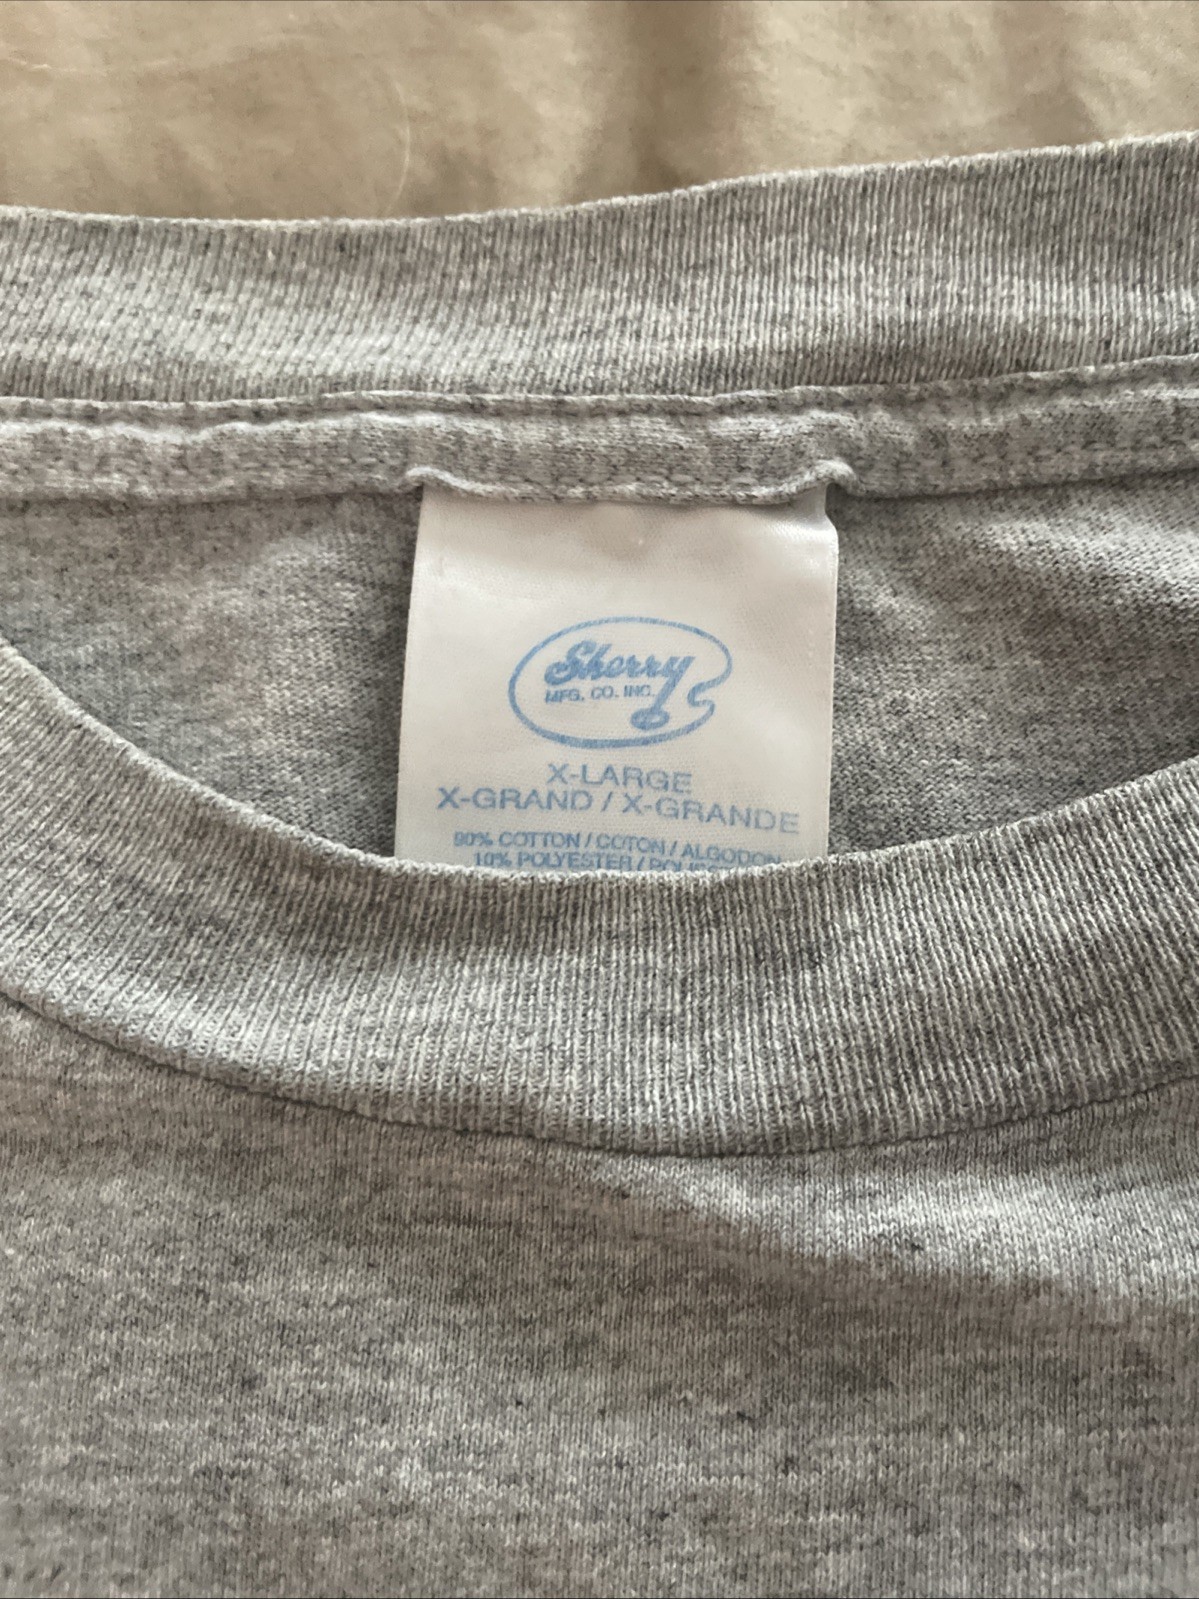 Sherry
MFG. CO. INC.
X-LARGE
X-GRAND / X-GRANDE
90% COTTON / COTON / ALGODON
10% POLYESTER /